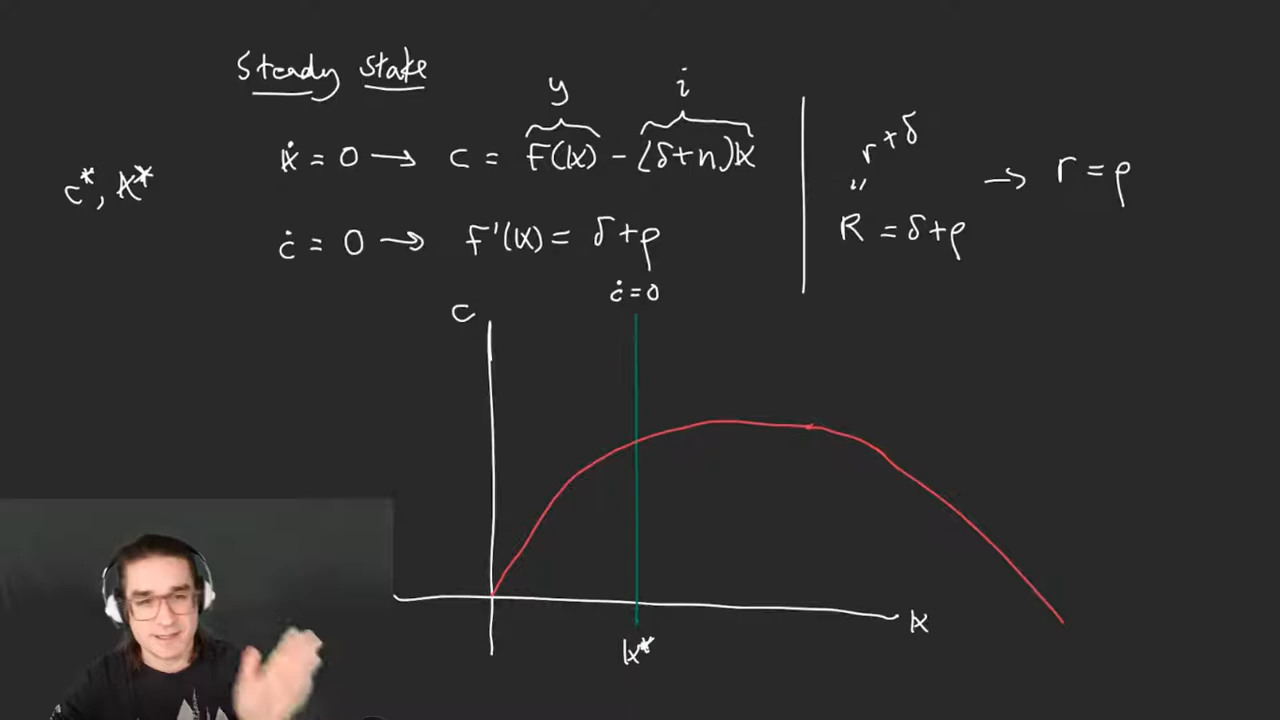 Steady State
y i
k̇ = 0 → c = F(k) − (δ+n)k
c*, k*
ċ = 0 → f'(k) = δ+ρ
r+δ
"
R = δ+ρ → r = ρ
ċ=0
c
k
k*